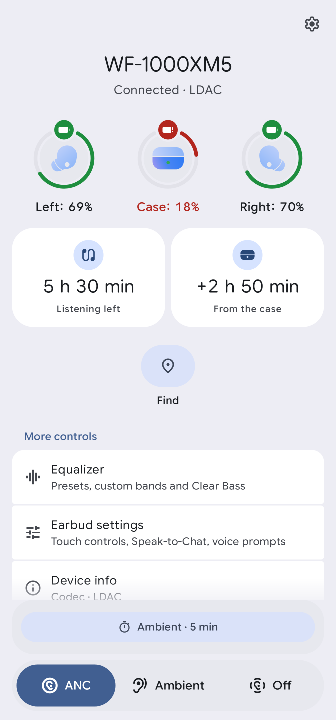 WF-1000XM5
Connected · LDAC
Left: 69%
Case: 18%
Right: 70%
5 h 30 min
Listening left
+2 h 50 min
From the case
Find
More controls
Equalizer
Presets, custom bands and Clear Bass
Earbud settings
Touch controls, Speak-to-Chat, voice prompts
Device info
Codec · LDAC
Ambient · 5 min
ANC
Ambient
Off